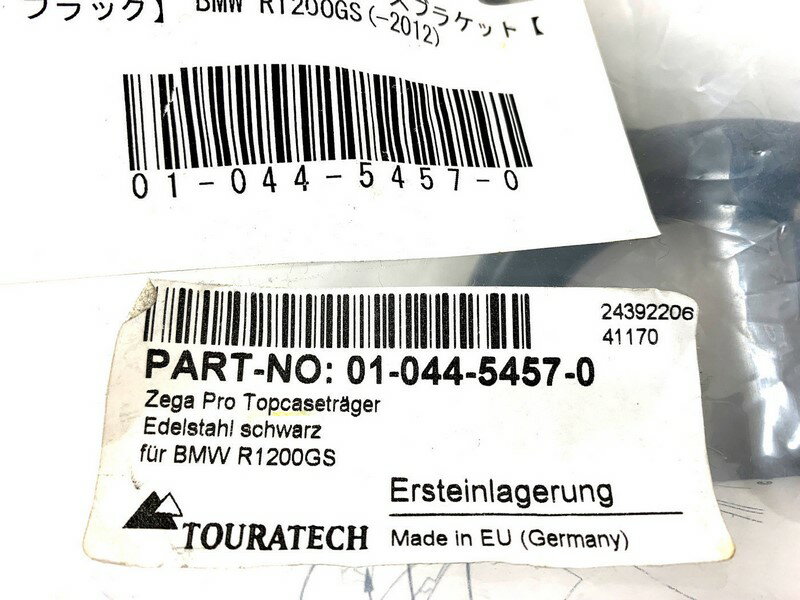 スブラケット【
ブラック】 BMW R1200GS(-2012)
01-044-5457-0
24392206
41170
PART-NO: 01-044-5457-0
Zega Pro Topcaseträger
Edelstahl schwarz
für BMW R1200GS
Ersteinlagerung
TOURATECH
Made in EU (Germany)